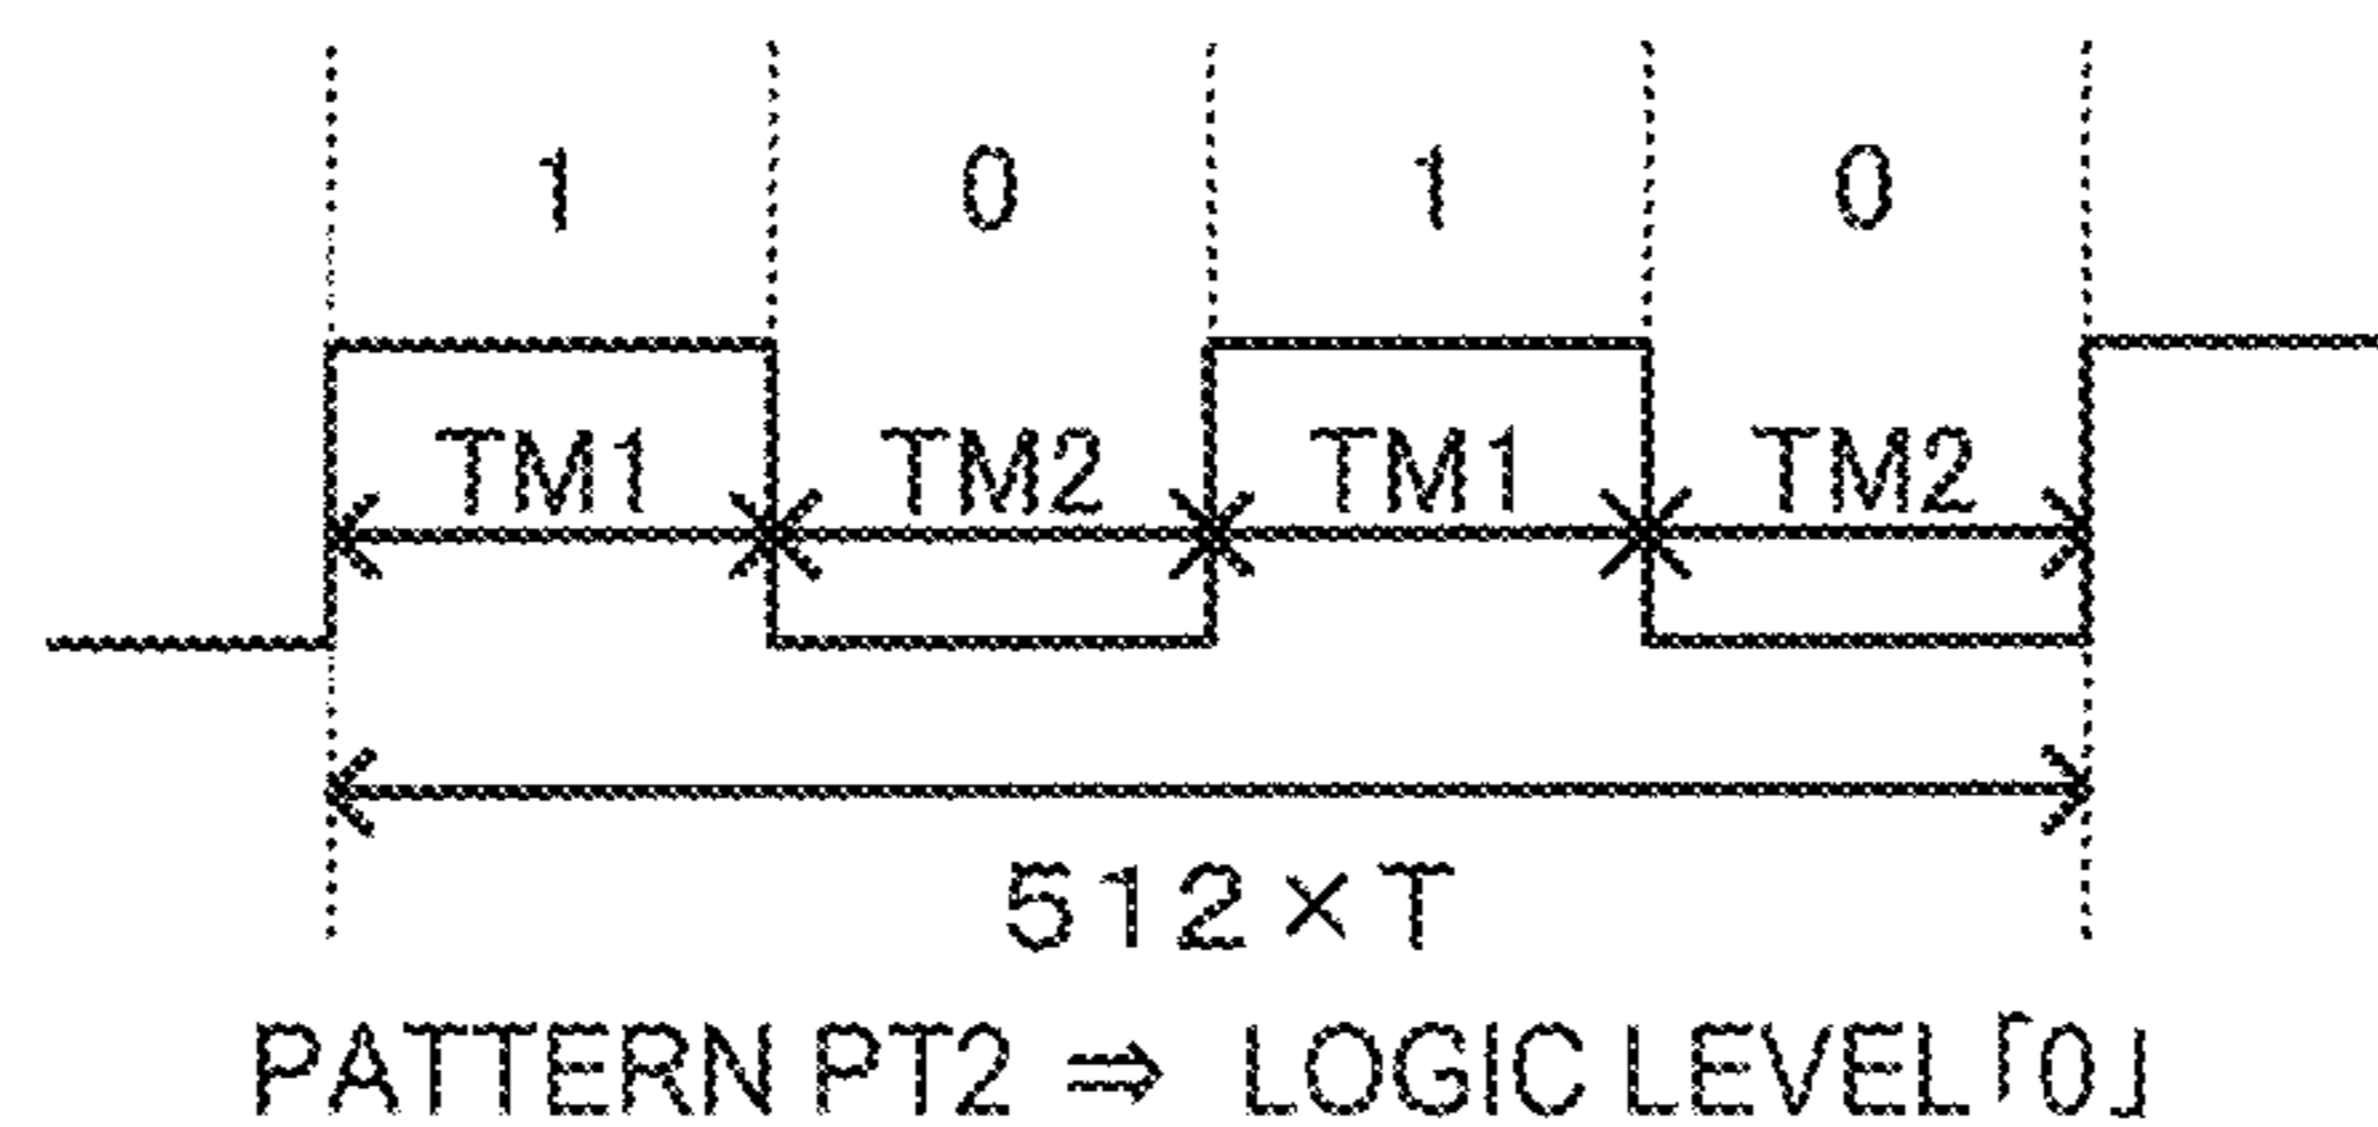 1 0 1 0
TM1 TM2 TM1 TM2
512×T
PATTERN PT2 ⇒ LOGIC LEVEL「0」